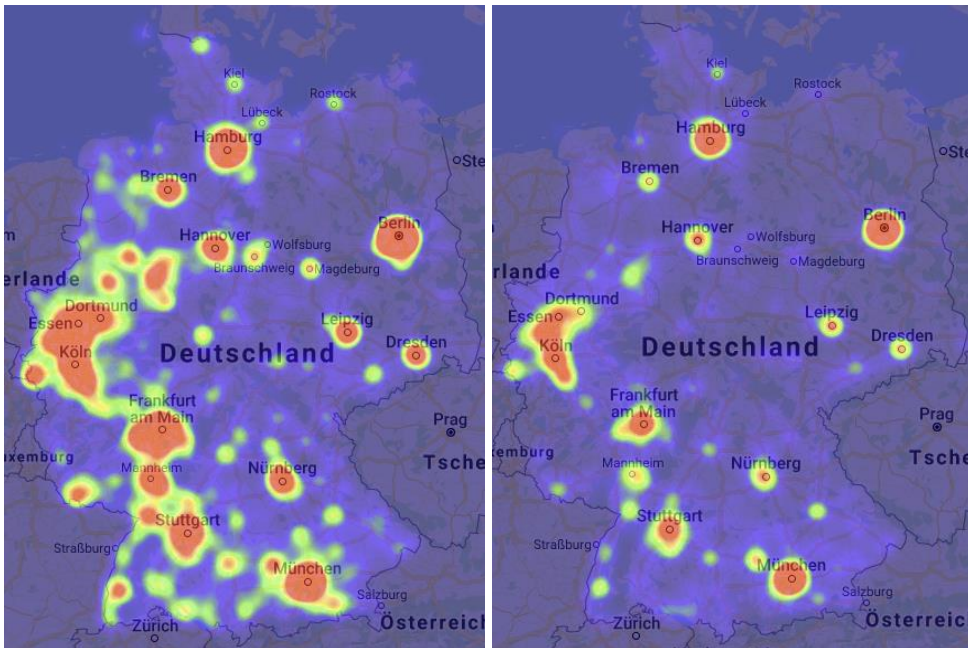 Kiel
Rostock
Lübeck
Hamburg
Bremen
Berlin
Hannover
Wolfsburg
Braunschweig
Magdeburg
erlande
Dortmund
Essen
Leipzig
Köln
Dresden
Deutschland
Frankfurt
am Main
Prag
xemburg
Tsche
Mannheim
Nürnberg
Stuttgart
Straßburg
München
Salzburg
Zürich
Österreich
Ste
m
Kiel
Rostock
Lübeck
Hamburg
Ste
Bremen
Berlin
Hannover
Wolfsburg
Braunschweig
Magdeburg
rlande
Dortmund
Essen
Leipzig
Köln
Dresden
Deutschland
Frankfurt
am Main
Prag
emburg
Tsche
Mannheim
Nürnberg
Stuttgart
Straßburg
München
Salzburg
Zürich
Österreic